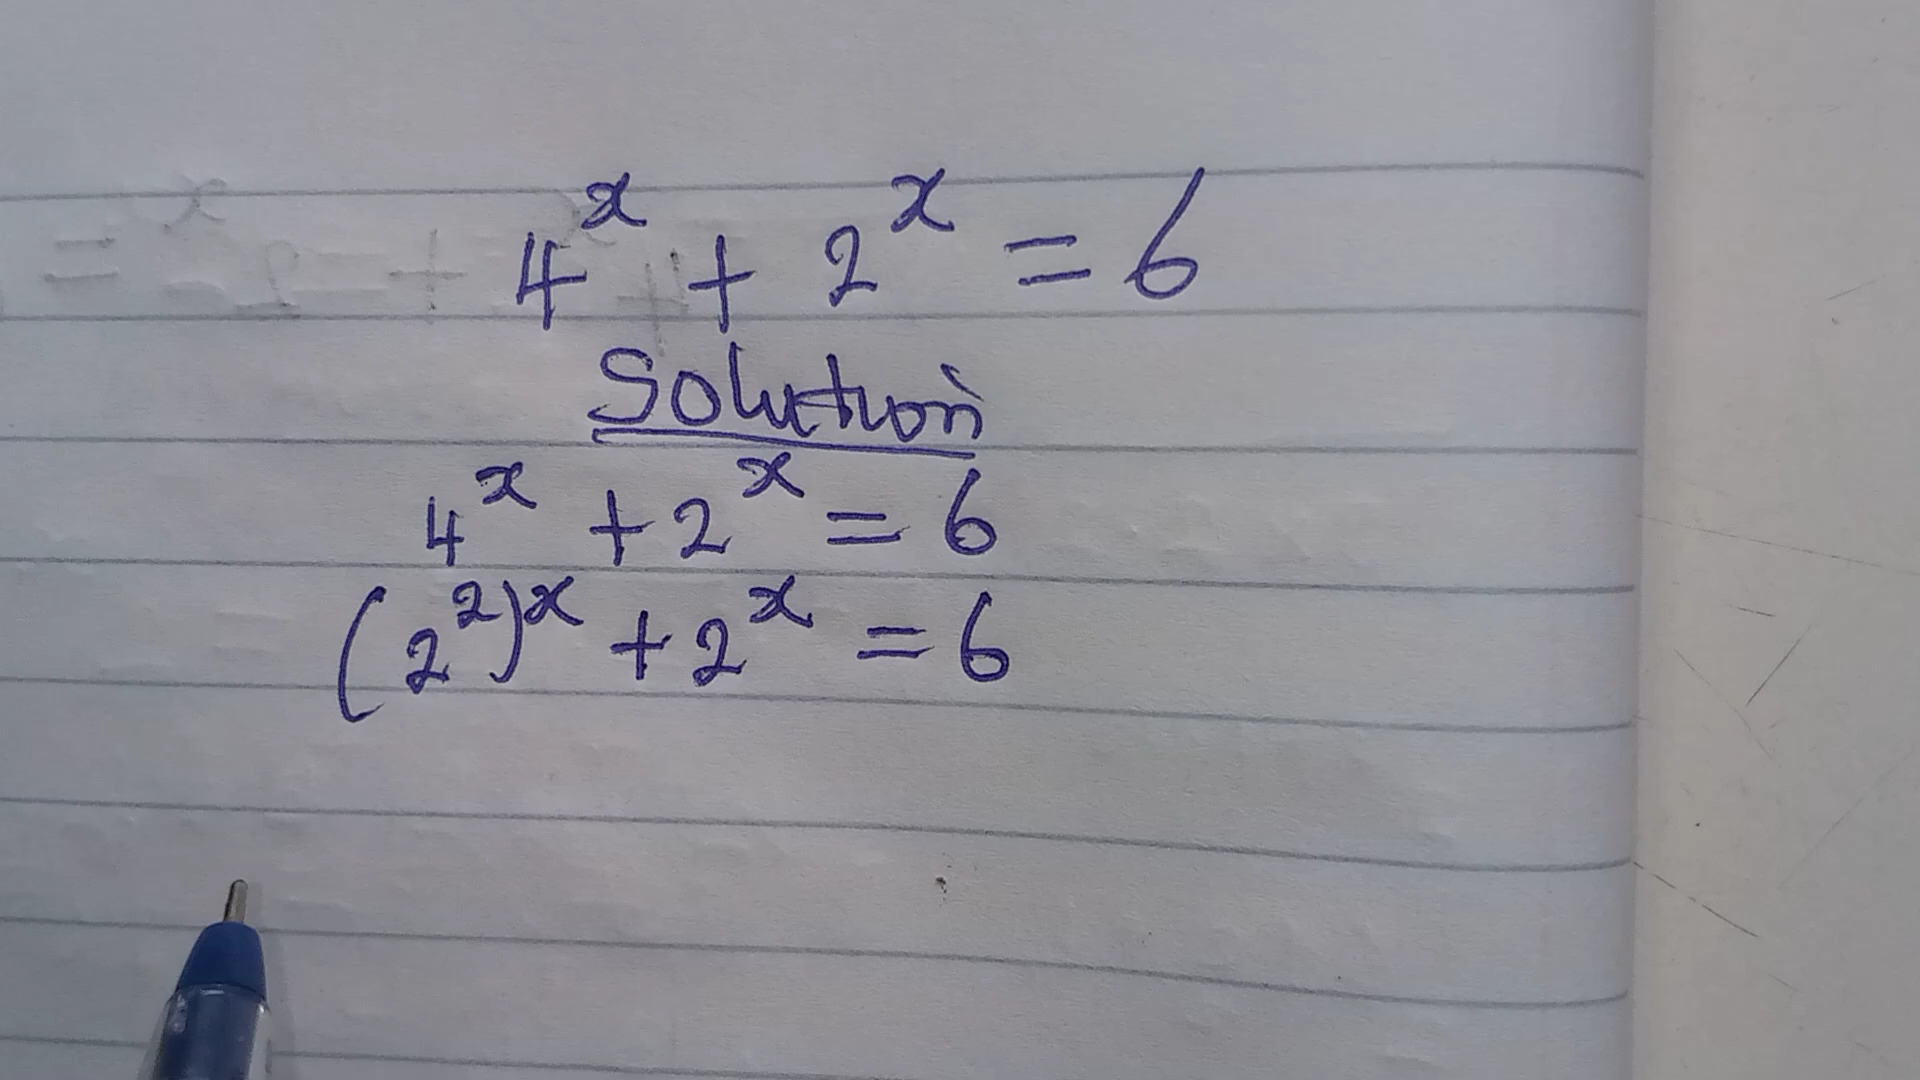 4^x + 2^x = 6
Solution
4^x + 2^x = 6
(2^2)^x + 2^x = 6